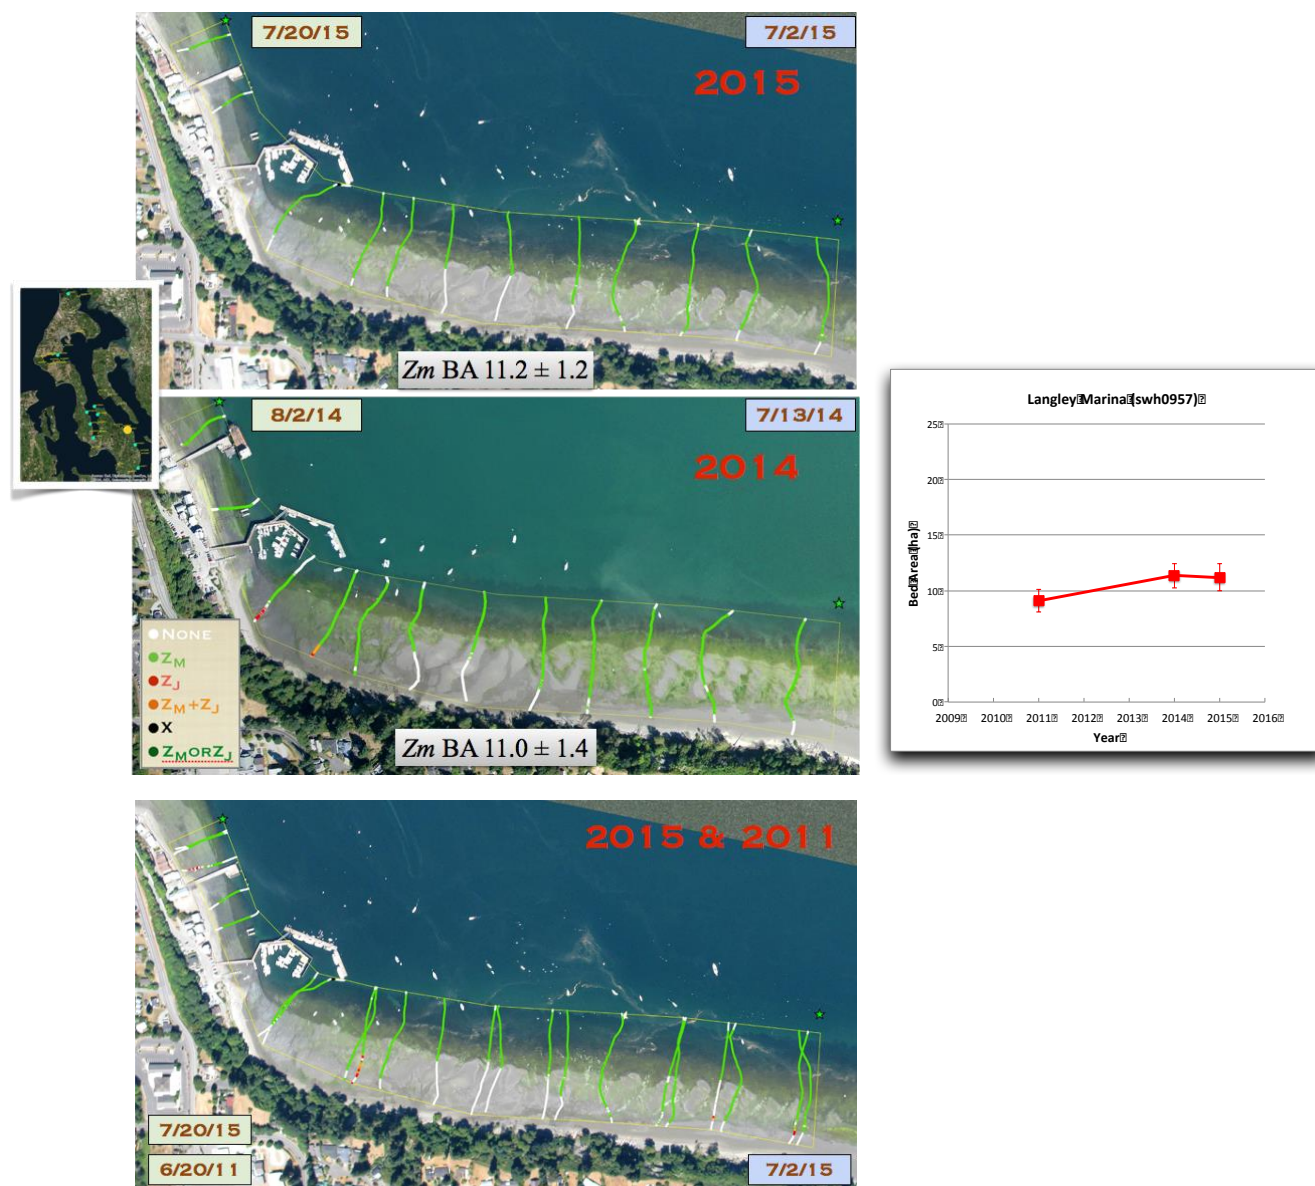 7/20/15
7/2/15
2015
Zm BA 11.2 ± 1.2
8/2/14
7/13/14
2014
NONE
ZM
ZJ
ZM+ZJ
X
ZMORZJ
Zm BA 11.0 ± 1.4
2015 & 2011
7/20/15
6/20/11
7/2/15
Langley Marina (swh0957)
Bed Area (ha)
25
20
15
10
5
0
2009 2010 2011 2012 2013 2014 2015 2016
Year